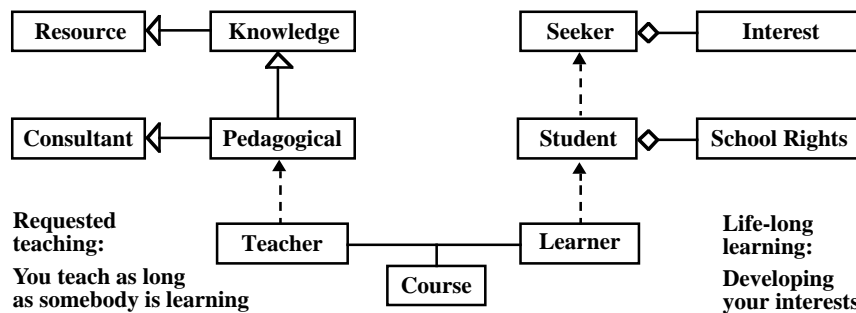 Resource
Knowledge
Seeker
Interest
Consultant
Pedagogical
Student
School Rights
Requested
teaching:
You teach as long
as somebody is learning
Teacher
Learner
Course
Life-long
learning:
Developing
your interests